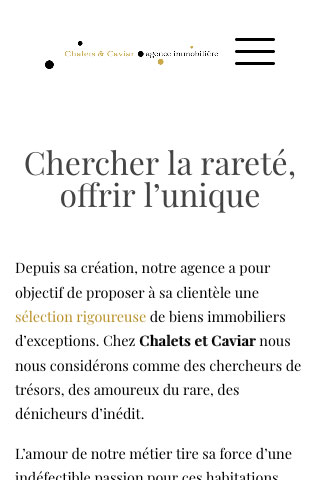 Chalets & Caviar agence immobilière
Chercher la rareté,
offrir l’unique
Depuis sa création, notre agence a pour
objectif de proposer à sa clientèle une
sélection rigoureuse de biens immobiliers
d’exceptions. Chez Chalets et Caviar nous
nous considérons comme des chercheurs de
trésors, des amoureux du rare, des
dénicheurs d’inédit.
L’amour de notre métier tire sa force d’une
indéfectible passion pour ces habitations